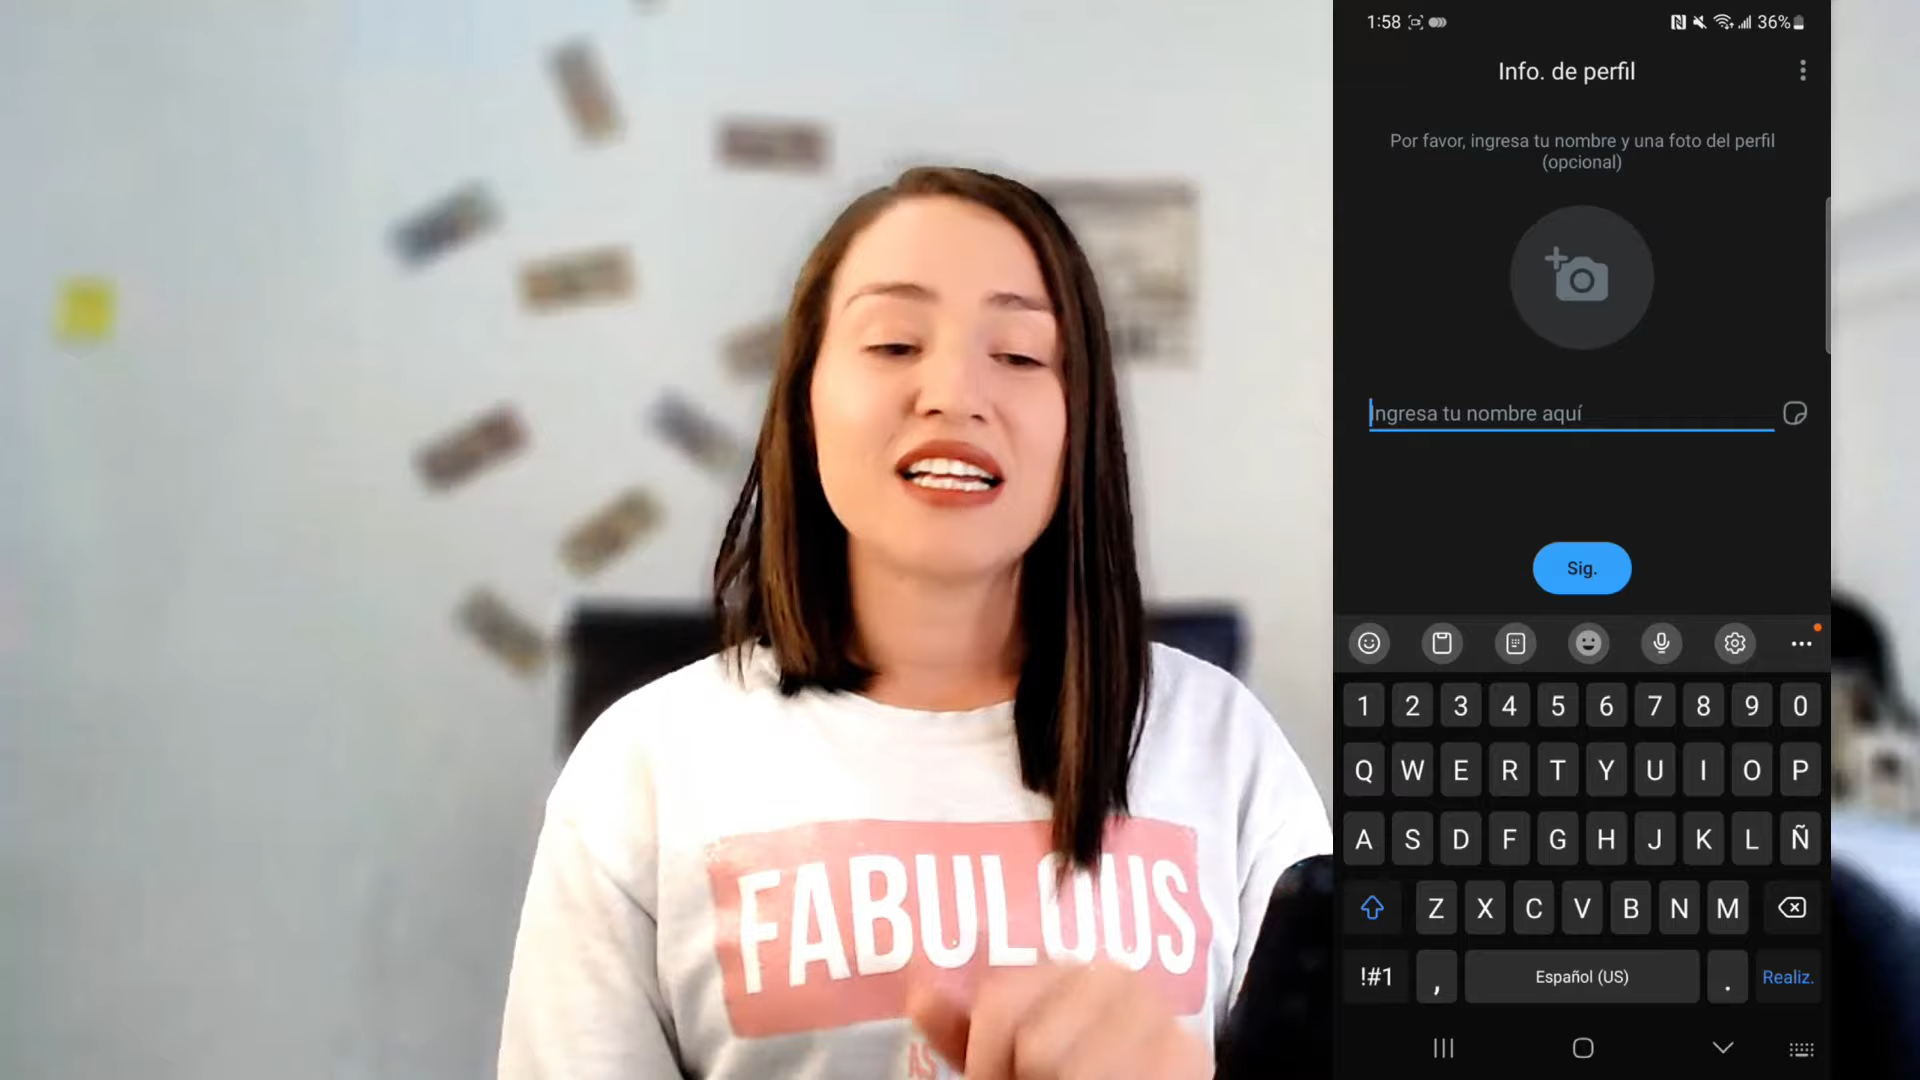 FABULOUS
AS
1:58
36%
Info. de perfil
Por favor, ingresa tu nombre y una foto del perfil
(opcional)
Ingresa tu nombre aquí
Sig.
1 2 3 4 5 6 7 8 9 0
Q W E R T Y U I O P
A S D F G H J K L Ñ
Z X C V B N M
!#1 , Español (US) . Realiz.